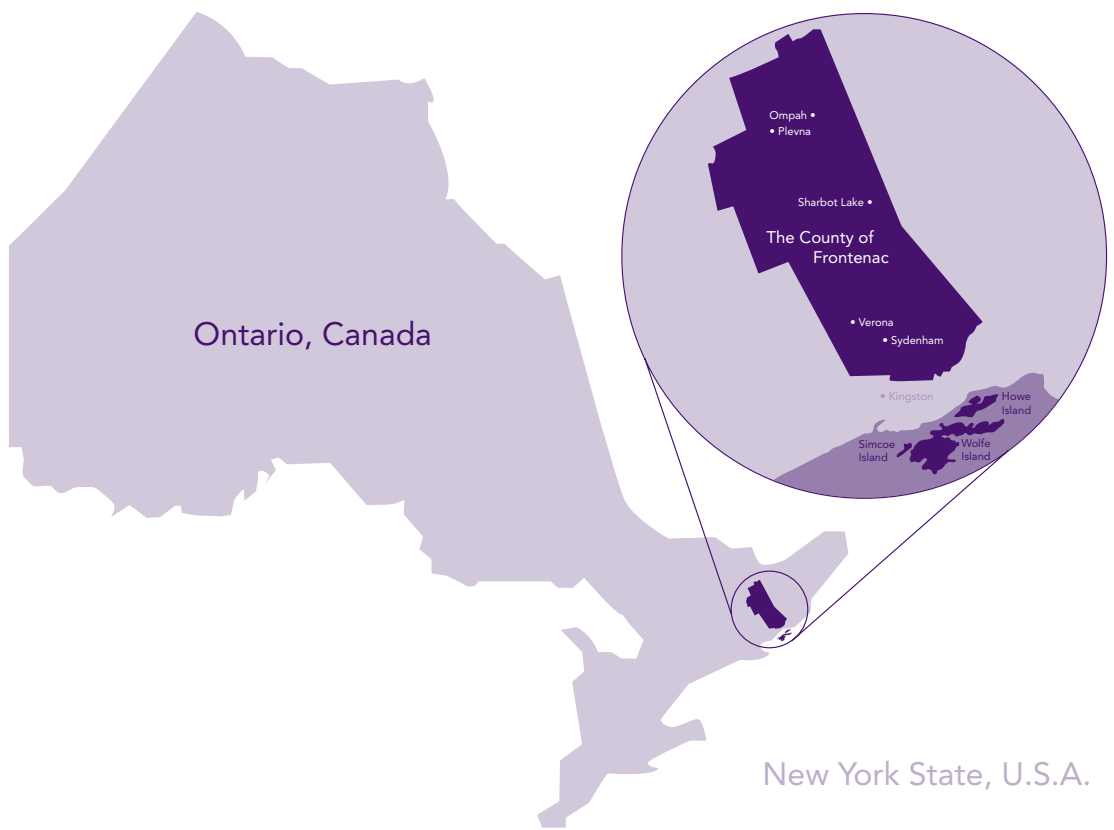 Ompah •
• Plevna
Sharbot Lake •
The County of
Frontenac
Ontario, Canada
• Verona
• Sydenham
• Kingston
Howe
Island
Simcoe
Island
Wolfe
Island
New York State, U.S.A.